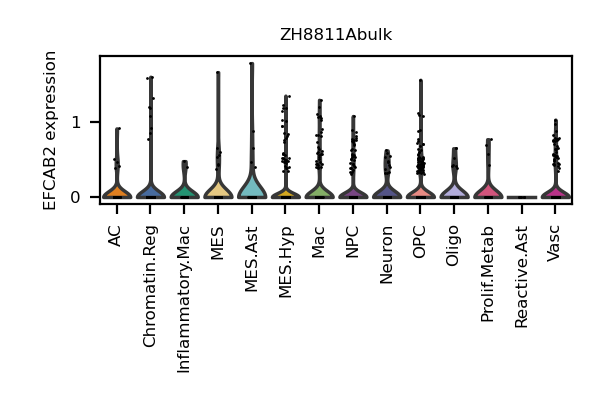 ZH8811Abulk
EFCAB2 expression
1
0
AC
Chromatin.Reg
Inflammatory.Mac
MES
MES.Ast
MES.Hyp
Mac
NPC
Neuron
OPC
Oligo
Prolif.Metab
Reactive.Ast
Vasc